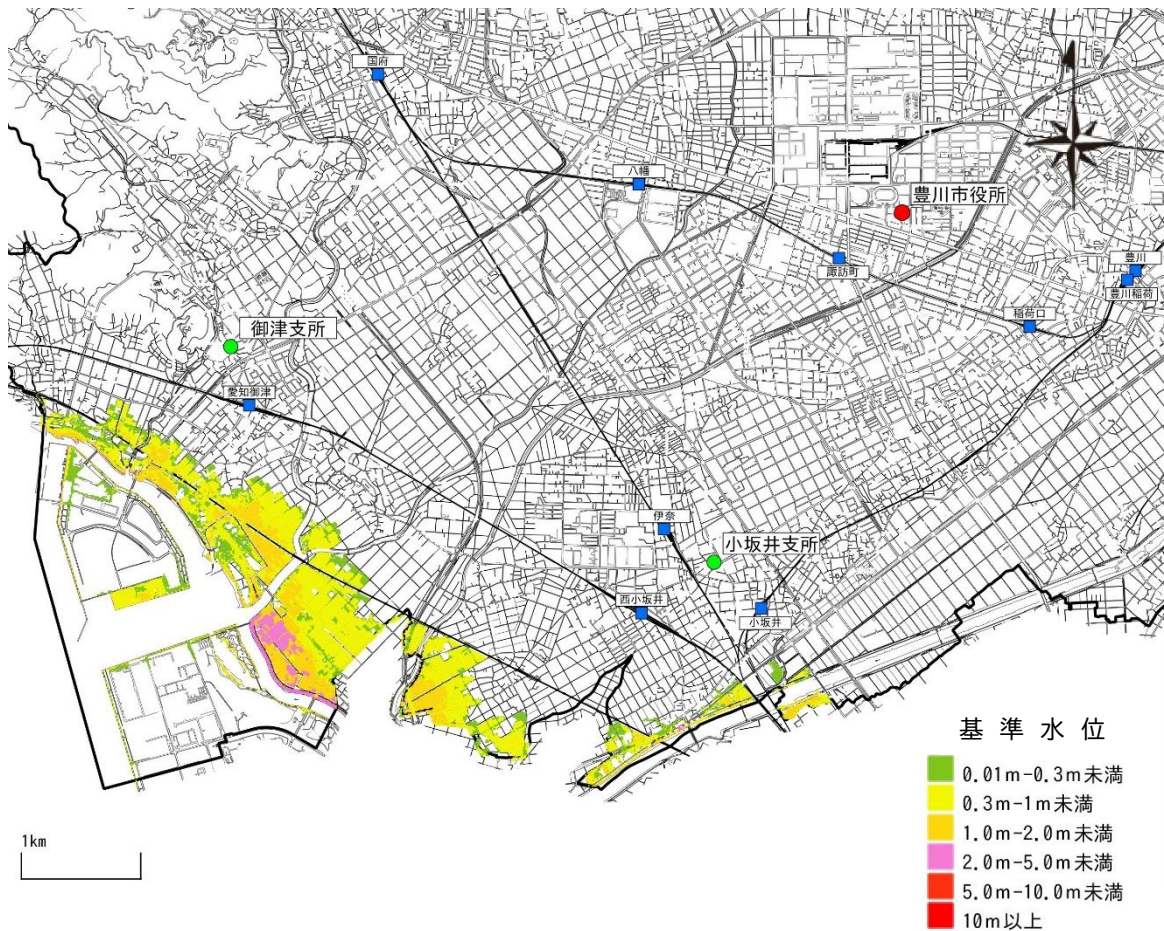 国府
八幡
豊川市役所
諏訪町
豊川
豊川稲荷
稲荷口
御津支所
愛知御津
伊奈
小坂井支所
西小坂井
小坂井
基準水位
0.01m-0.3m未満
0.3m-1m未満
1.0m-2.0m未満
2.0m-5.0m未満
5.0m-10.0m未満
10m以上
1km